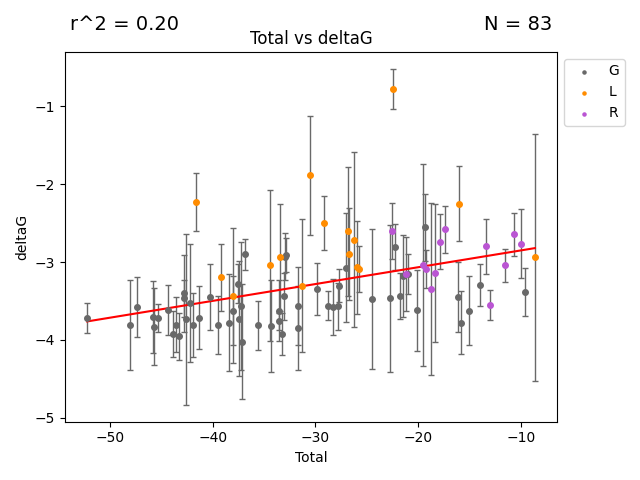 r^2 = 0.20
N = 83
Total vs deltaG
G
L
R
deltaG
−1
−2
−3
−4
−5
−50
−40
−30
−20
−10
Total